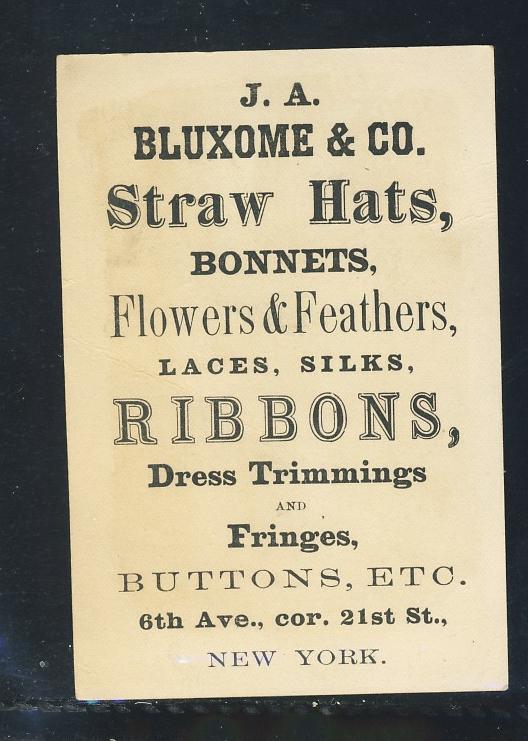 J. A.
BLUXOME & CO.
Straw Hats,
BONNETS,
Flowers & Feathers,
LACES, SILKS,
RIBBONS,
Dress Trimmings
AND
Fringes,
BUTTONS, ETC.
6th Ave., cor. 21st St.,
NEW YORK.